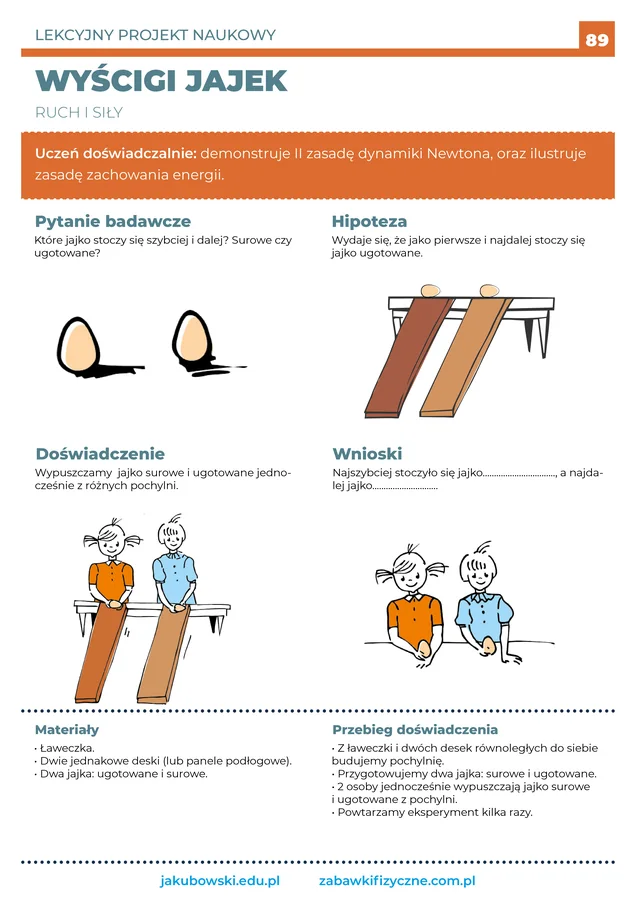 LEKCYJNY PROJEKT NAUKOWY
89
WYŚCIGI JAJEK
RUCH I SIŁY
Uczeń doświadczalnie: demonstruje II zasadę dynamiki Newtona, oraz ilustruje
zasadę zachowania energii.
Pytanie badawcze
Które jajko stoczy się szybciej i dalej? Surowe czy
ugotowane?
Hipoteza
Wydaje się, że jako pierwsze i najdalej stoczy się
jajko ugotowane.
Doświadczenie
Wypuszczamy jajko surowe i ugotowane jedno-
cześnie z różnych pochylni.
Wnioski
Najszybciej stoczyło się jajko..............................., a najda-
lej jajko............................
Materiały
• Ławeczka.
• Dwie jednakowe deski (lub panele podłogowe).
• Dwa jajka: ugotowane i surowe.
Przebieg doświadczenia
• Z ławeczki i dwóch desek równoległych do siebie
budujemy pochylnię.
• Przygotowujemy dwa jajka: surowe i ugotowane.
• 2 osoby jednocześnie wypuszczają jajko surowe
i ugotowane z pochylni.
• Powtarzamy eksperyment kilka razy.
jakubowski.edu.pl
zabawkifizyczne.com.pl